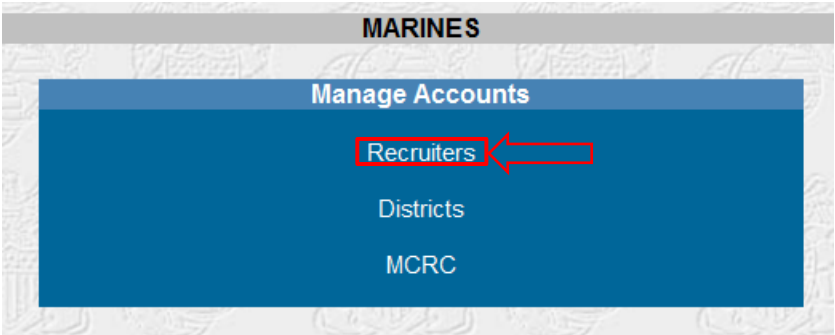 MARINES
Manage Accounts
Recruiters
Districts
MCRC